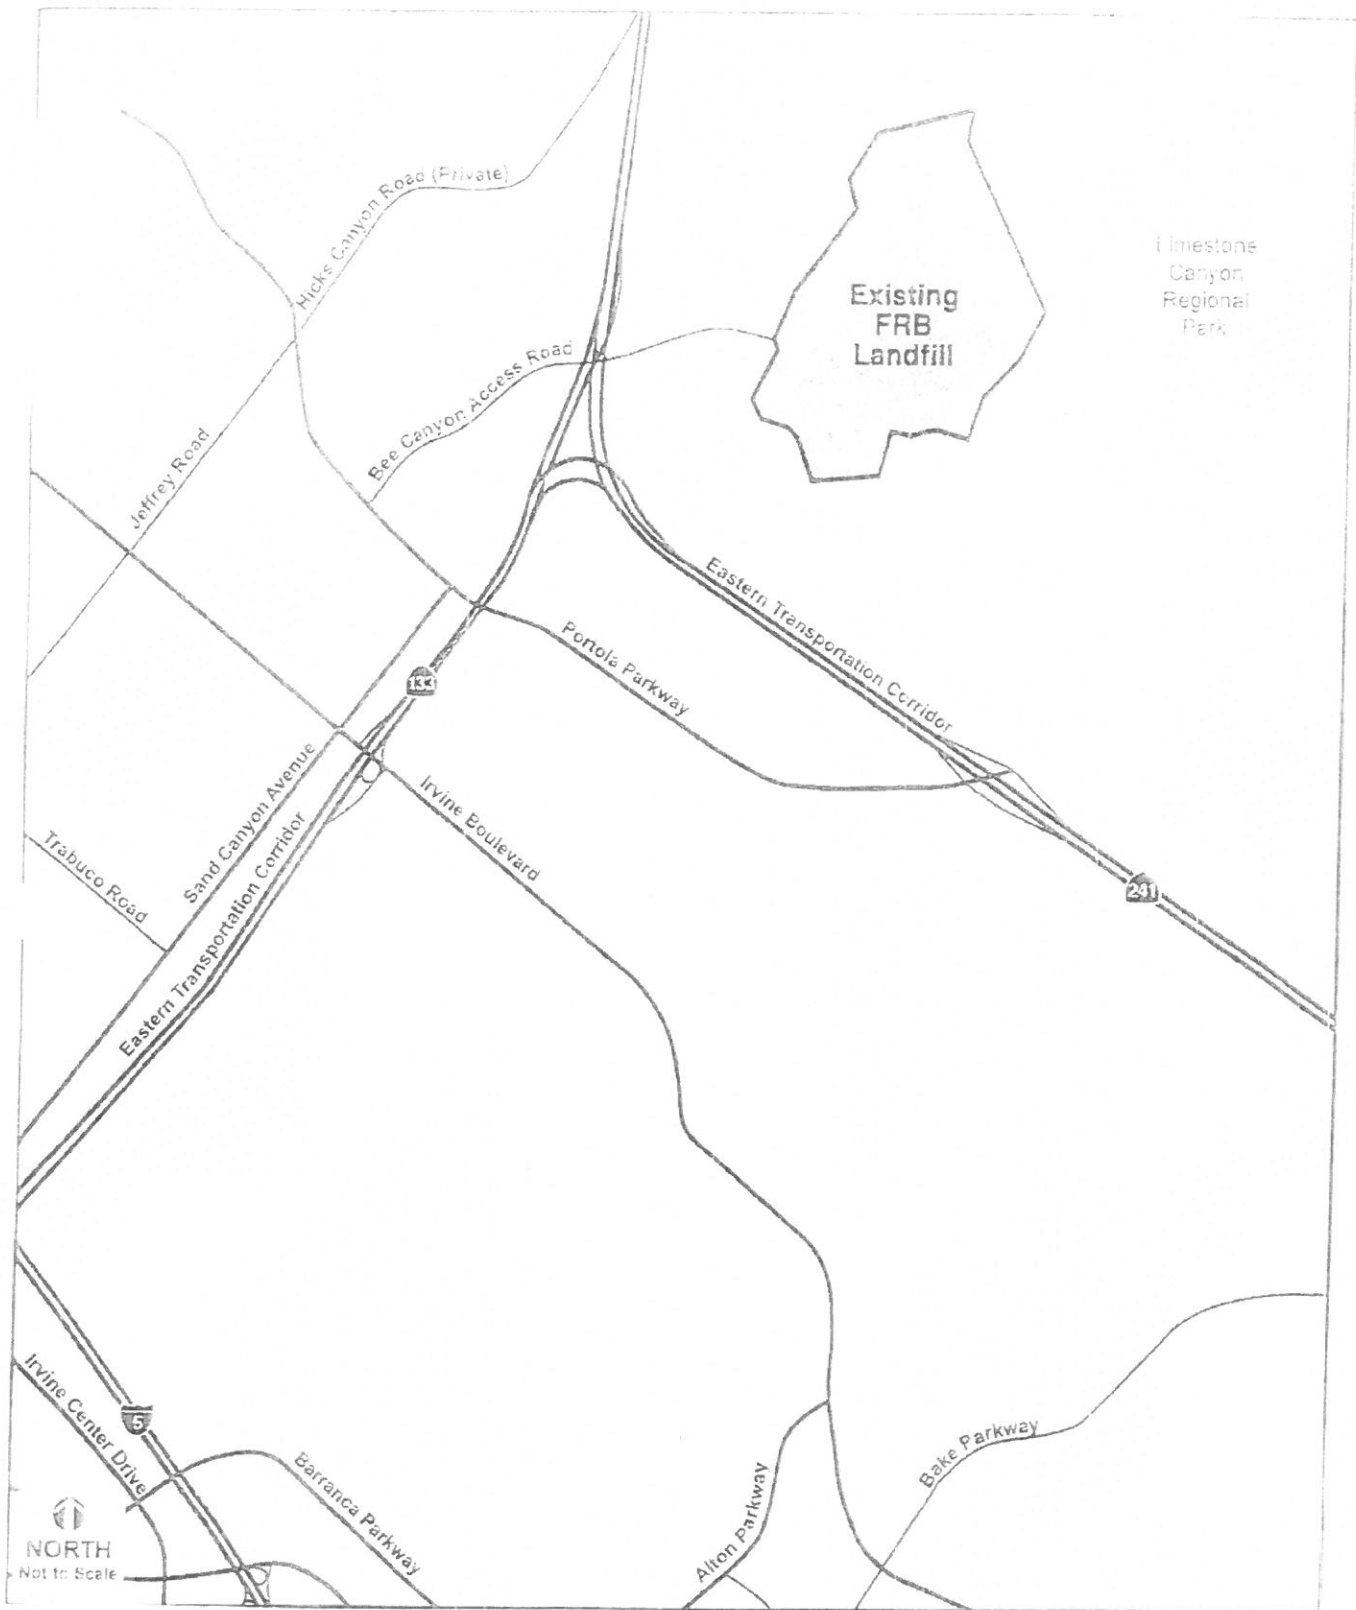 Hicks Canyon Road (Private)
Limestone
Canyon
Regional
Park
Existing
FRB
Landfill
Bee Canyon Access Road
Jeffrey Road
Eastern Transportation Corridor
Portola Parkway
133
Sand Canyon Avenue
Irvine Boulevard
Trabuco Road
Eastern Transportation Corridor
241
Irvine Center Drive
5
Barranca Parkway
Alton Parkway
Bake Parkway
NORTH
Not to Scale